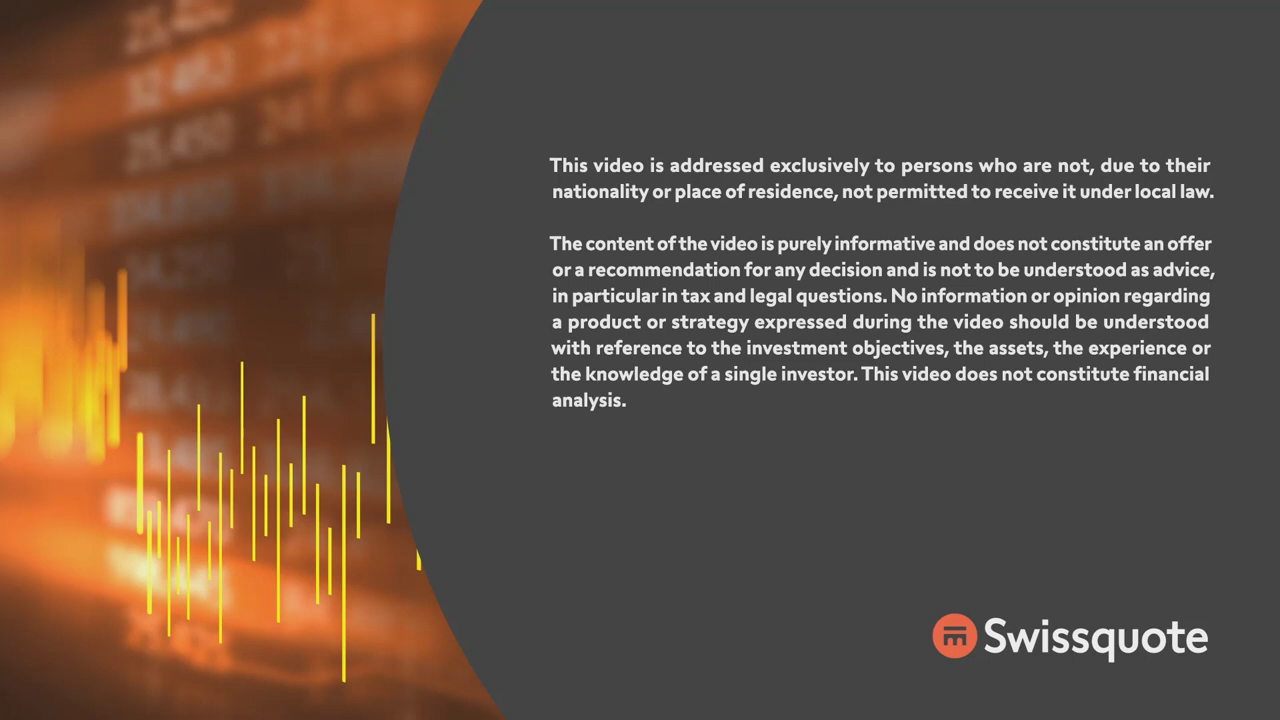 This video is addressed exclusively to persons who are not, due to their
nationality or place of residence, not permitted to receive it under local law.
The content of the video is purely informative and does not constitute an offer
or a recommendation for any decision and is not to be understood as advice,
in particular in tax and legal questions. No information or opinion regarding
a product or strategy expressed during the video should be understood
with reference to the investment objectives, the assets, the experience or
the knowledge of a single investor. This video does not constitute financial
analysis.
Swissquote